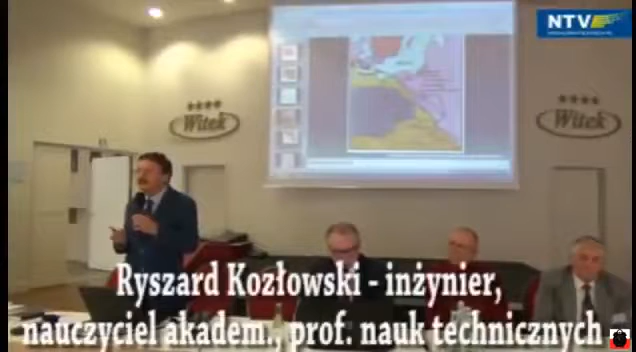 NTV
★★★★
Witek
★★★★
Witek
Ryszard Kozłowski - inżynier,
nauczyciel akadem., prof. nauk technicznych